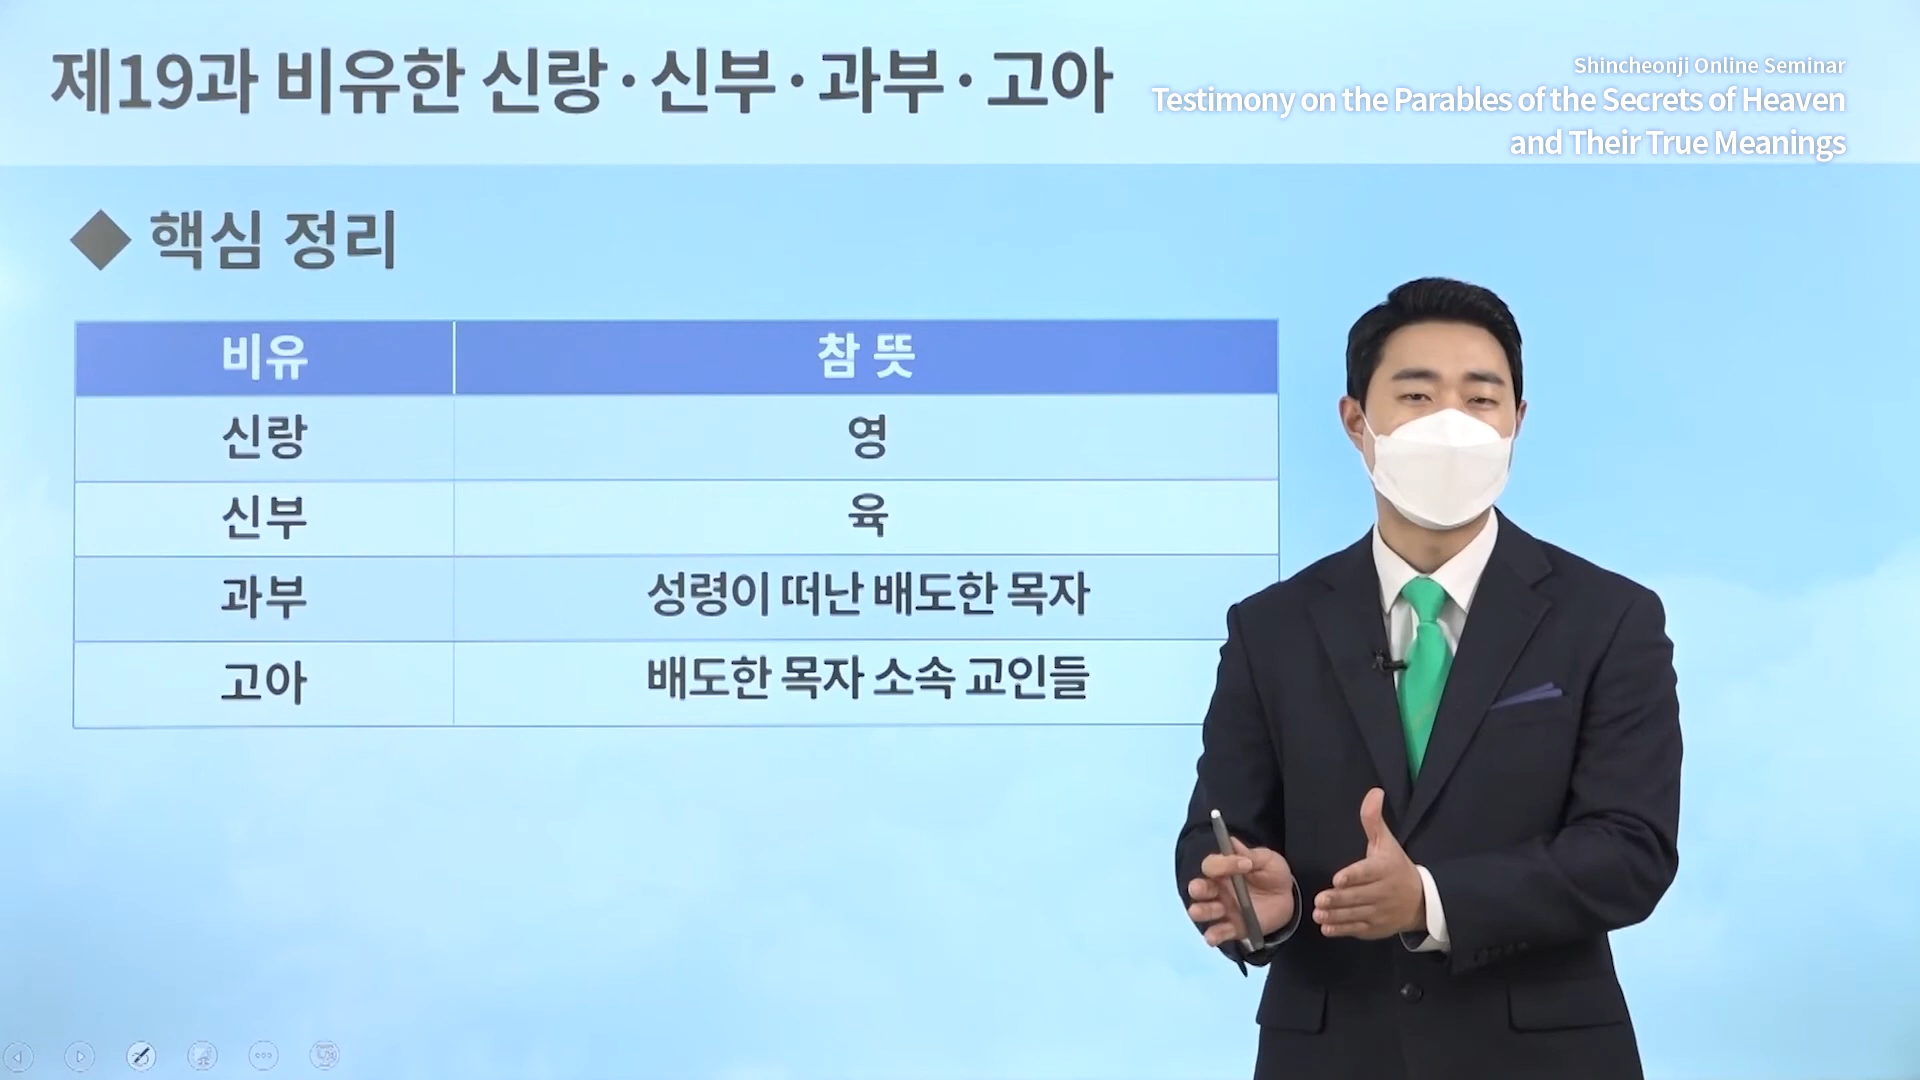 제19과 비유한 신랑·신부·과부·고아
Shincheonji Online Seminar
Testimony on the Parables of the Secrets of Heaven
and Their True Meanings
◆ 핵심 정리
비유 참 뜻
신랑 영
신부 육
과부 성령이 떠난 배도한 목자
고아 배도한 목자 소속 교인들